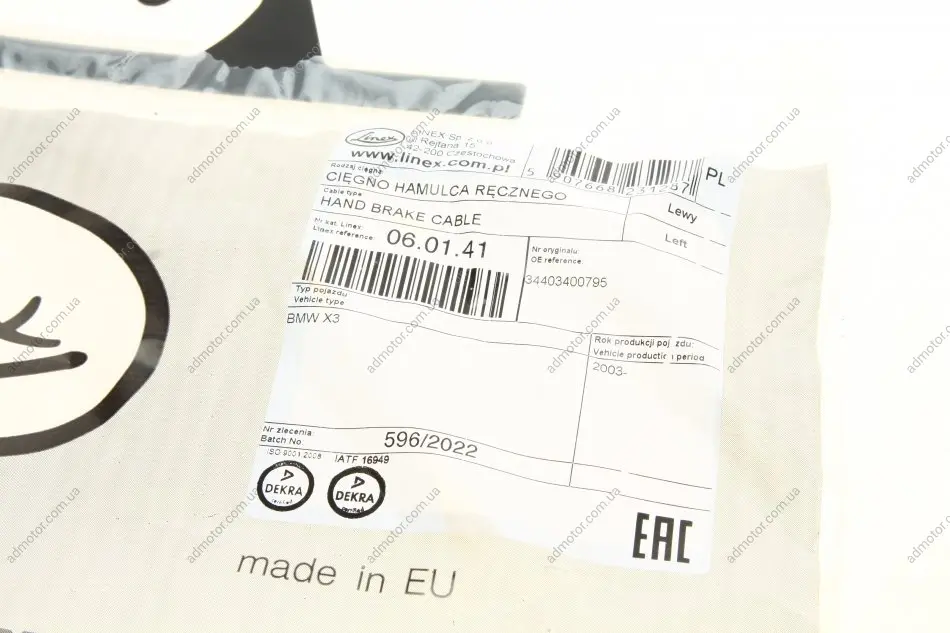 Linex
LINEX Sp. z o.o.
Rejtana 15
42-200 Częstochowa
www.linex.com.pl
PL
Rodzaj cięgna
CIĘGNO HAMULCA RĘCZNEGO
Lewy
Cable type
HAND BRAKE CABLE
Left
Nr kat. Linex
Linex reference:
06.01.41
Nr oryginału:
OE reference:
34403400795
Typ pojazdu
Vehicle type
BMW X3
Rok produkcji pojazdu:
Vehicle production period
2003-
Nr zlecenia:
Batch No.
596/2022
ISO 9001:2008
IATF 16949
DEKRA
DEKRA
EAC
made in EU
admotor.com.ua